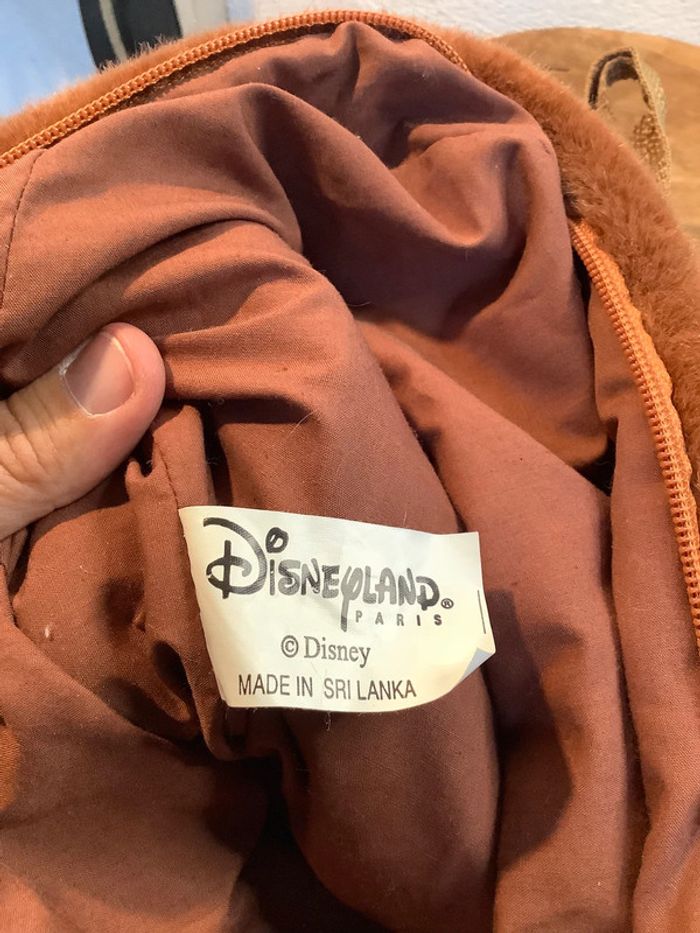 DISNEYLAND®
PARIS
© Disney
MADE IN SRI LANKA